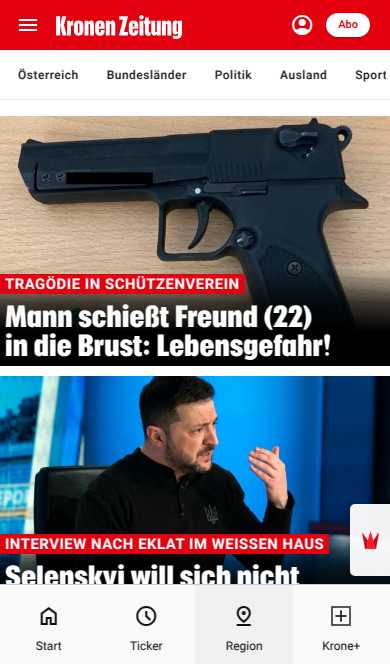 Kronen Zeitung
Abo
Österreich Bundesländer Politik Ausland Sport
TRAGÖDIE IN SCHÜTZENVEREIN
Mann schießt Freund (22)
in die Brust: Lebensgefahr!
INTERVIEW NACH EKLAT IM WEISSEN HAUS
Selenskyj will sich nicht
Start Ticker Region Krone+